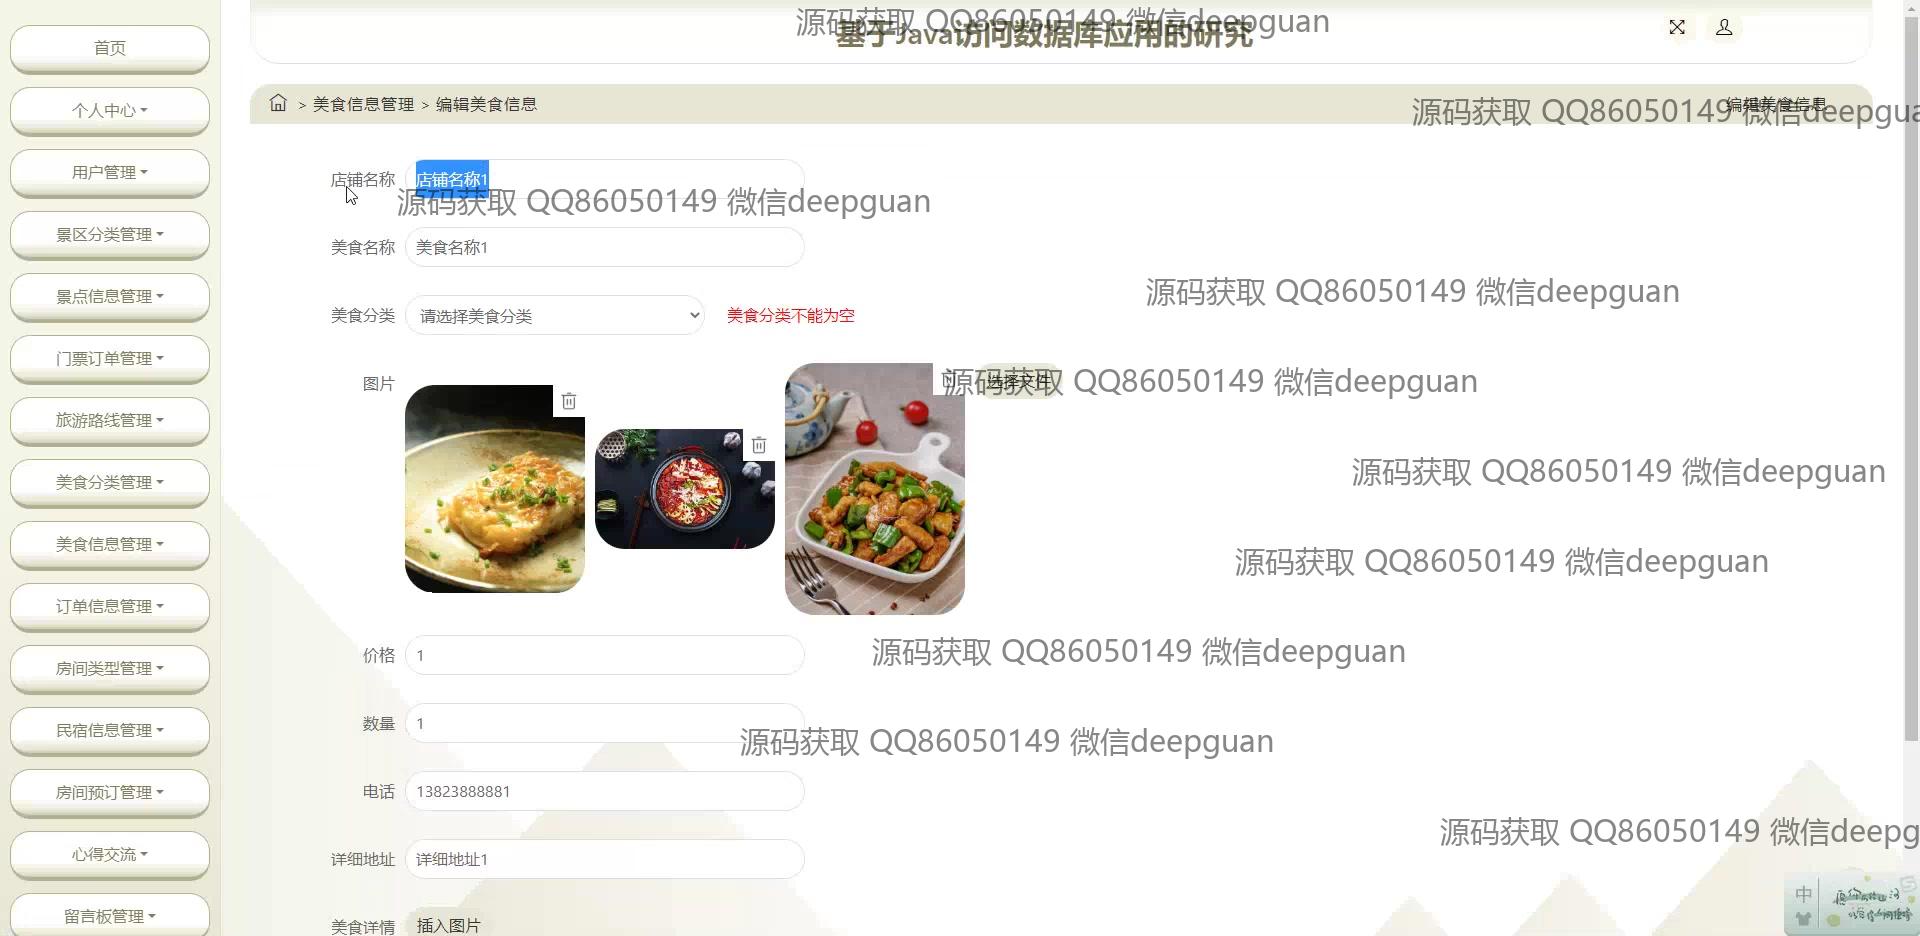 源码获取 QQ86050149 微信deepguan
基于Java访问数据库应用的研究
首页
个人中心
用户管理
景区分类管理
景点信息管理
门票订单管理
旅游路线管理
美食分类管理
美食信息管理
订单信息管理
房间类型管理
民宿信息管理
房间预订管理
心得交流
留言板管理
> 美食信息管理 > 编辑美食信息
编辑美食信息
源码获取 QQ86050149 微信deepgua
店铺名称 店铺名称1
源码获取 QQ86050149 微信deepguan
美食名称 美食名称1
源码获取 QQ86050149 微信deepguan
美食分类 请选择美食分类 美食分类不能为空
图片
选择文件
源码获取 QQ86050149 微信deepguan
源码获取 QQ86050149 微信deepguan
源码获取 QQ86050149 微信deepguan
价格 1
源码获取 QQ86050149 微信deepguan
数量 1
源码获取 QQ86050149 微信deepguan
电话 13823888881
源码获取 QQ86050149 微信deepg
详细地址 详细地址1
美食详情 插入图片
中